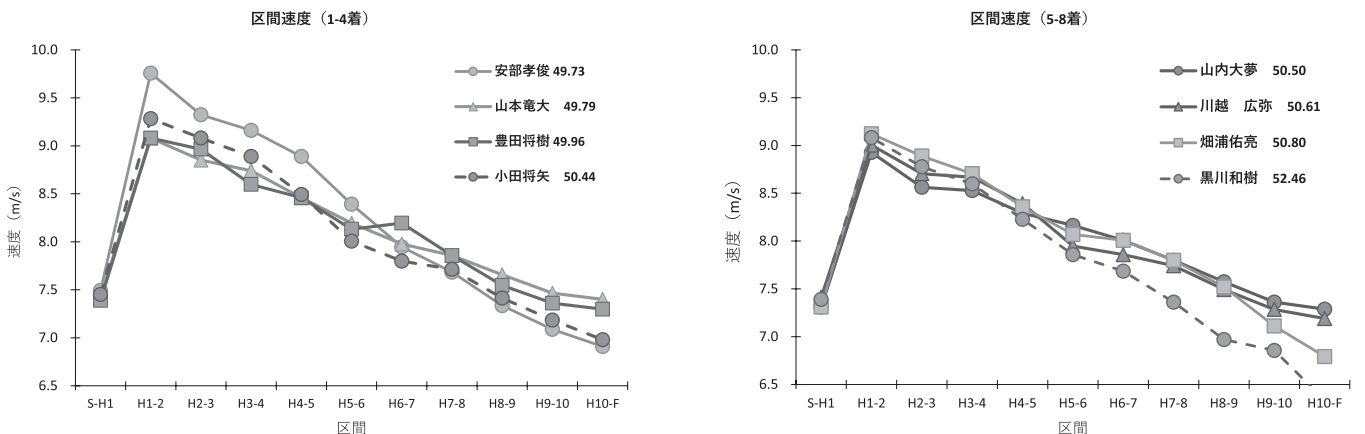 区間速度（1-4着）
10.0
9.5
9.0
8.5
8.0
7.5
7.0
6.5
速度（m/s）
安部孝俊 49.73
山本竜大 49.79
豊田将樹 49.96
小田将矢 50.44
S-H1 H1-2 H2-3 H3-4 H4-5 H5-6 H6-7 H7-8 H8-9 H9-10 H10-F
区間
区間速度（5-8着）
10.0
9.5
9.0
8.5
8.0
7.5
7.0
6.5
速度（m/s）
山内大夢 50.50
川越 広弥 50.61
畑浦佑亮 50.80
黒川和樹 52.46
S-H1 H1-2 H2-3 H3-4 H4-5 H5-6 H6-7 H7-8 H8-9 H9-10 H10-F
区間